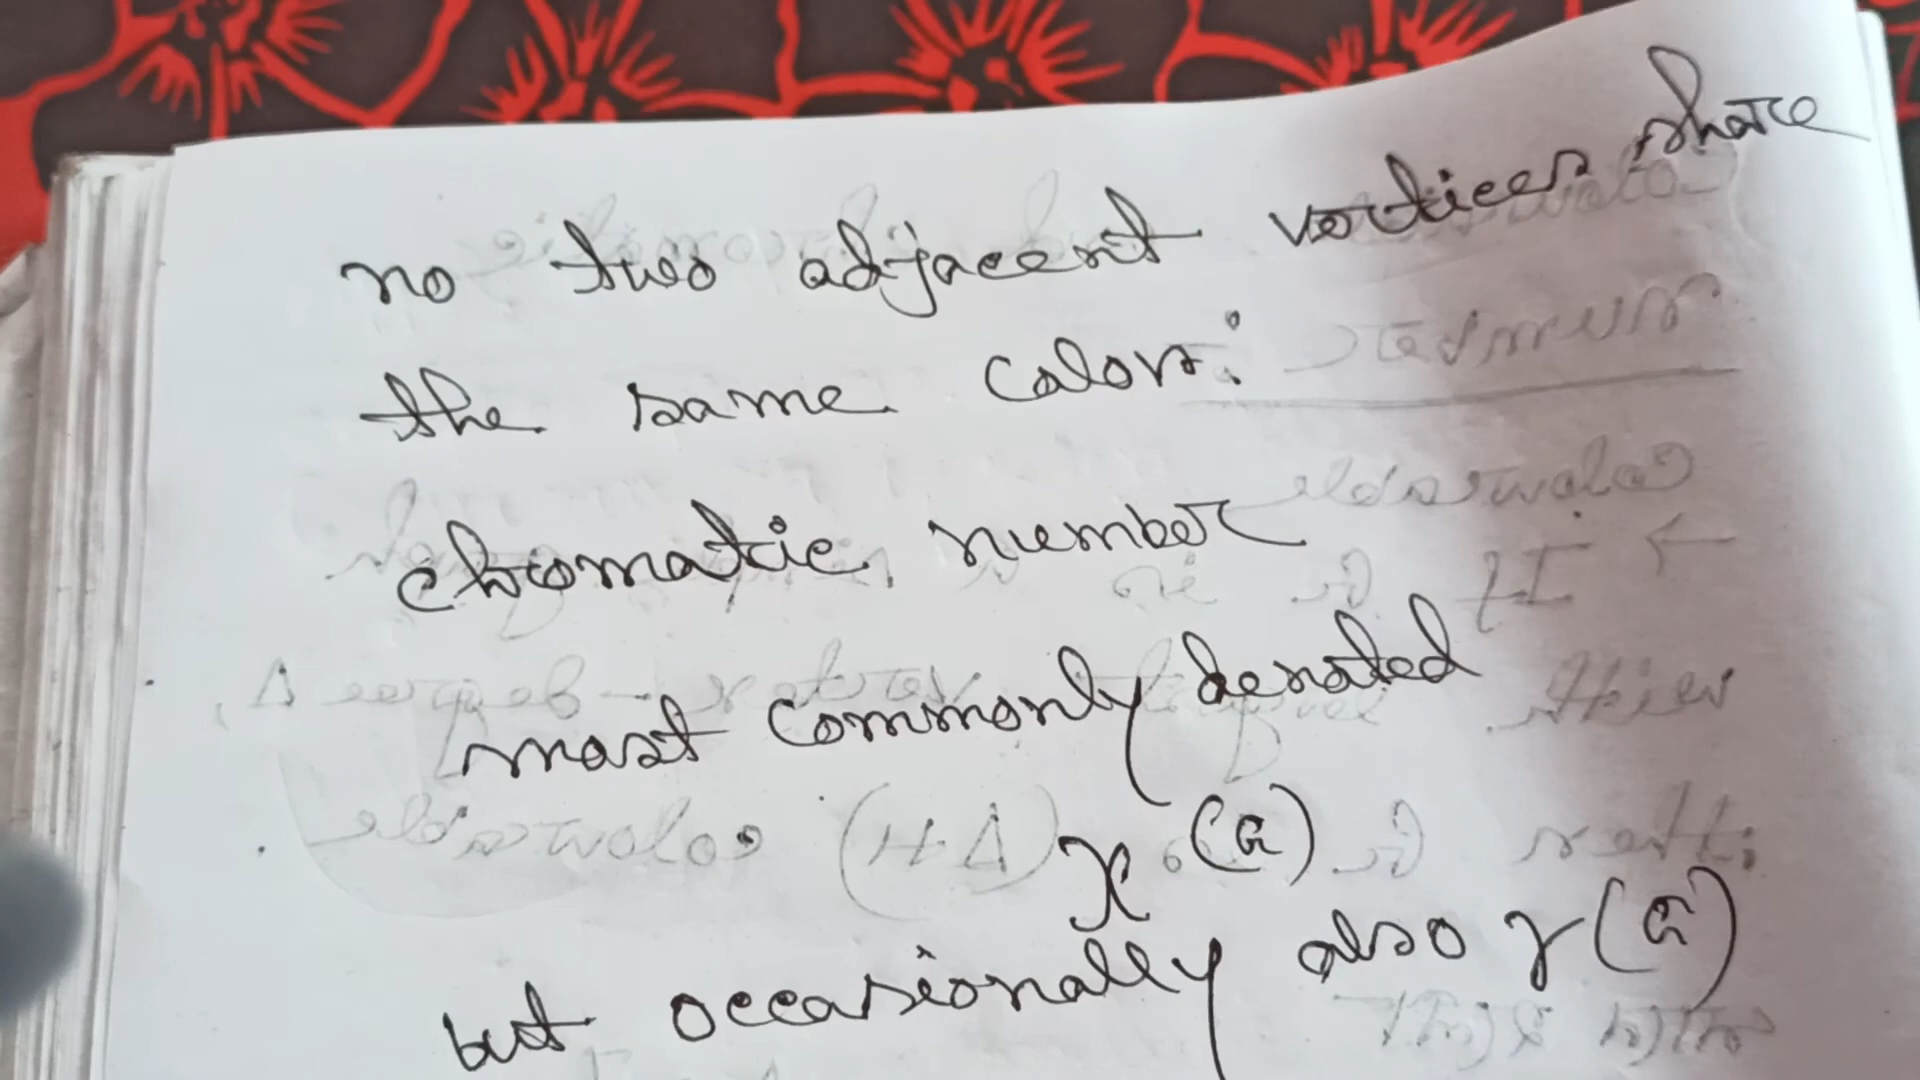 no two adjacent vertices share
the same color.
chromatic number
most commonly denoted
χ(G)
but occasionally also γ(G)